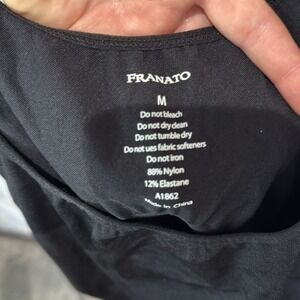 FRANATO
M
Do not bleach
Do not dry clean
Do not tumble dry
Do not ues fabric softeners
Do not iron
88% Nylon
12% Elastane
A1862
Made in China